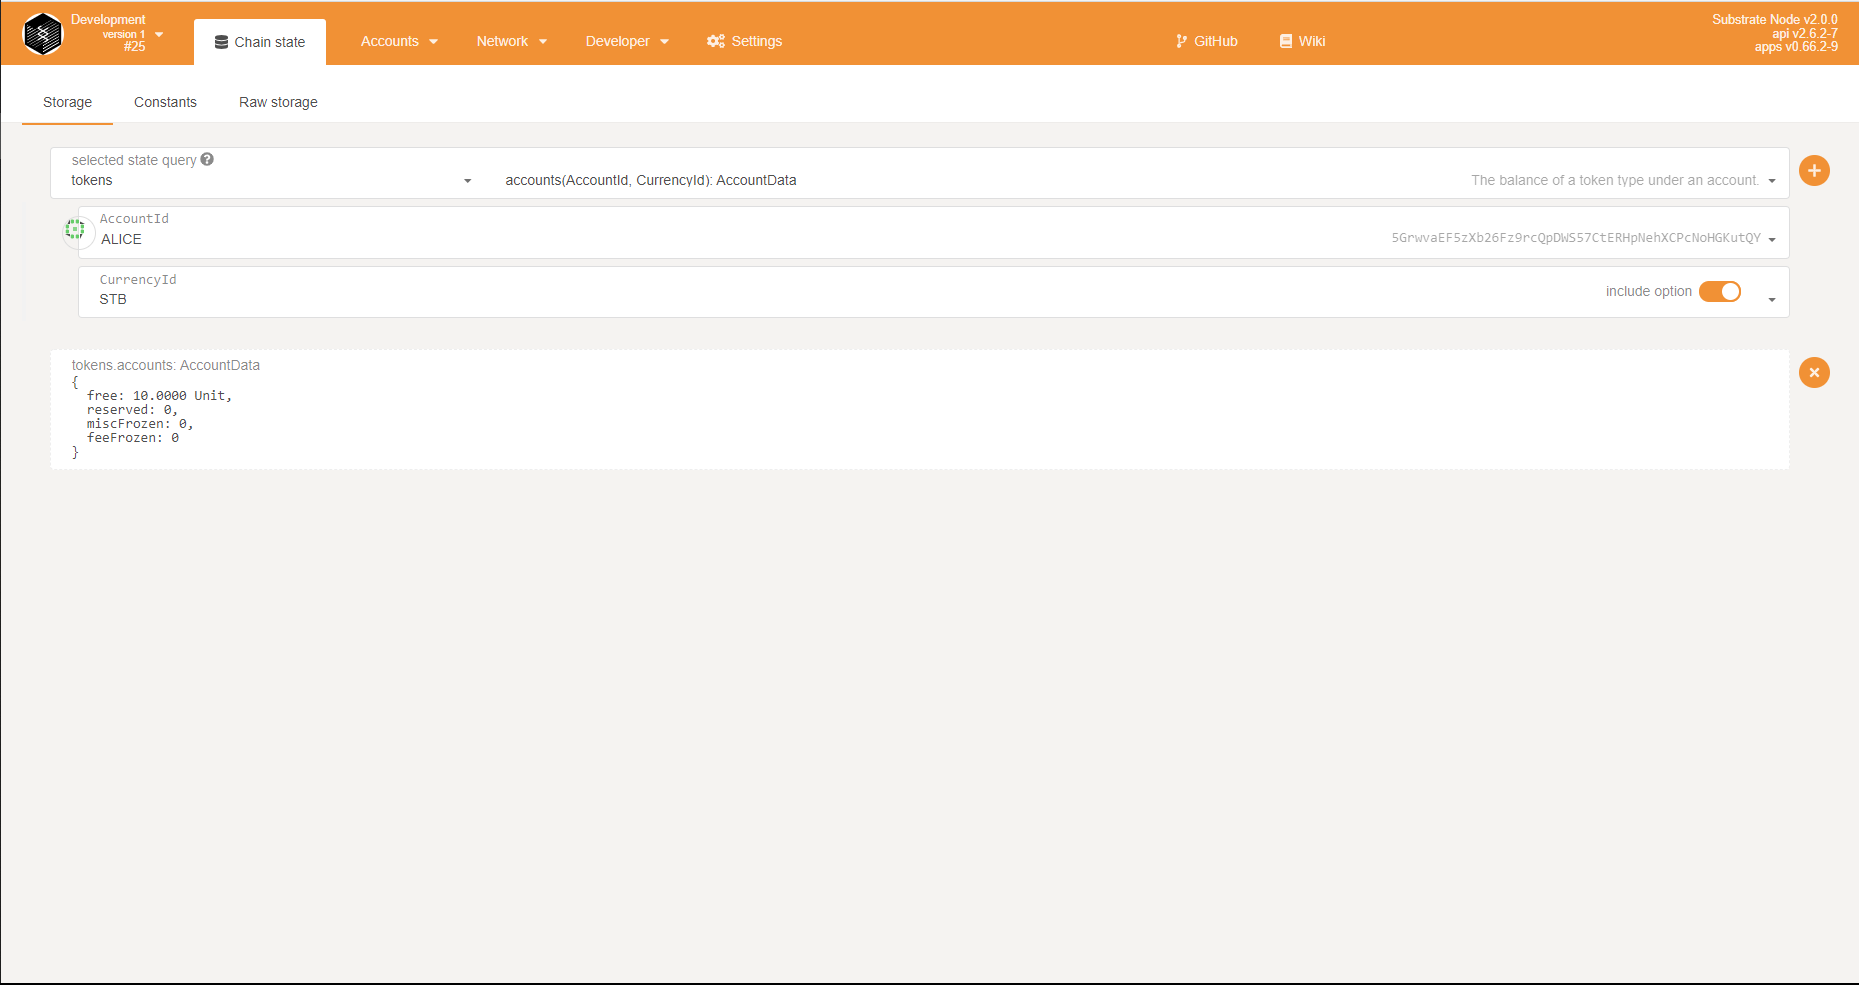 Development
version 1
#25
Chain state
Accounts
Network
Developer
Settings
GitHub
Wiki
Substrate Node v2.0.0
api v2.6.2-7
apps v0.66.2-9
Storage
Constants
Raw storage
selected state query
tokens
accounts(AccountId, CurrencyId): AccountData
The balance of a token type under an account.
AccountId
ALICE
5GrwvaEF5zXb26Fz9rcQpDWS57CtERHpNehXCPcNoHGKutQY
CurrencyId
STB
include option
tokens.accounts: AccountData
{
  free: 10.0000 Unit,
  reserved: 0,
  miscFrozen: 0,
  feeFrozen: 0
}